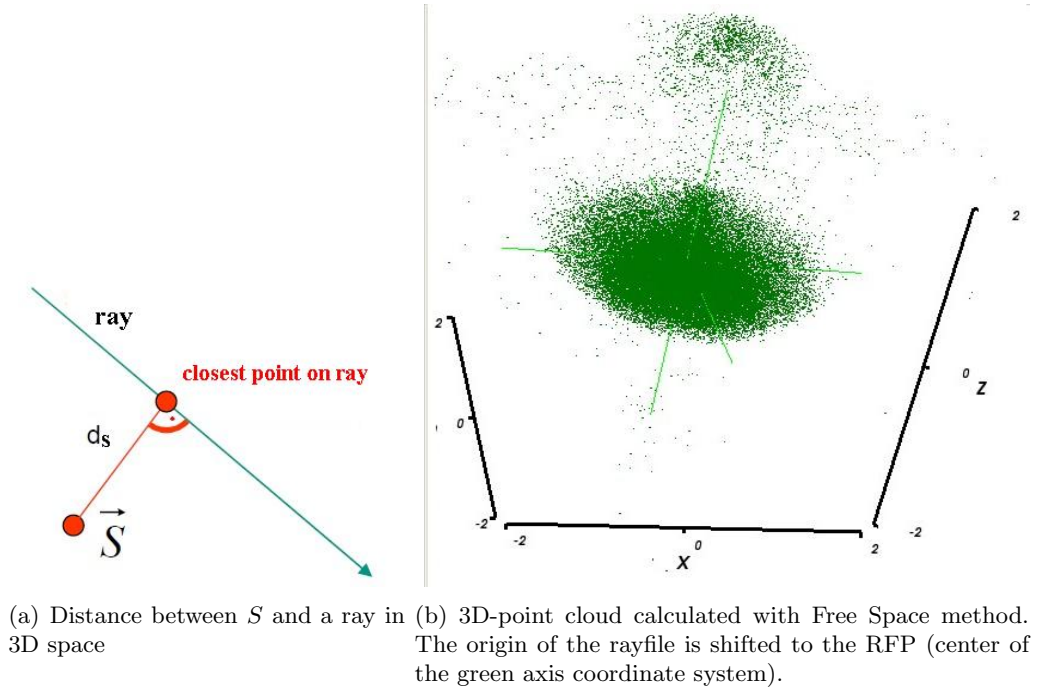 ray
closest point on ray
dS
S
2
0
-2
-2
0
2
X
2
0
-2
Z
(a) Distance between S and a ray in 3D space
(b) 3D-point cloud calculated with Free Space method.
The origin of the rayfile is shifted to the RFP (center
of the green axis coordinate system).